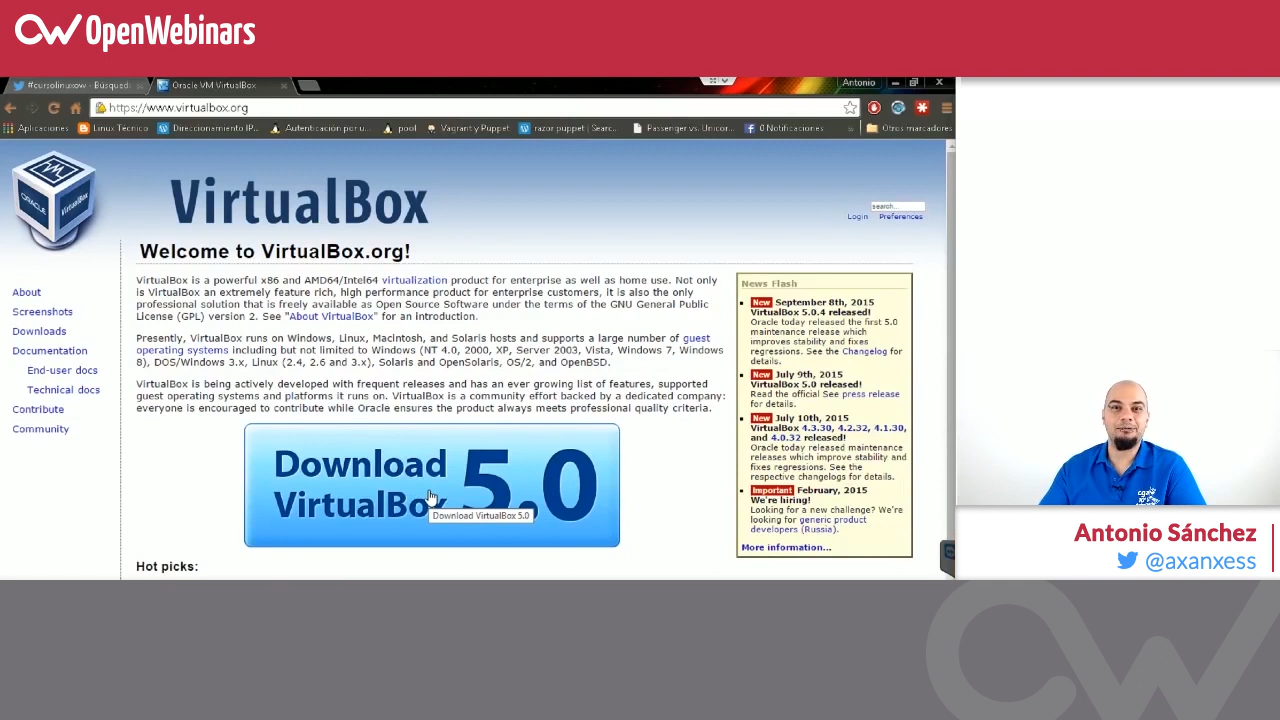 OpenWebinars
#cursolinuxow - Búsqued
Oracle VM VirtualBox
Antonio
https://www.virtualbox.org
Aplicaciones
Linux Técnico
Direccionamiento IP...
Autenticación por u...
pool
Vagrant y Puppet
razor puppet | Searc...
Passenger vs. Unicor...
0 Notificaciones
»
Otros marcadores
ORACLE
VirtualBox
VirtualBox
search...
Login
Preferences
Welcome to VirtualBox.org!
About
Screenshots
Downloads
Documentation
End-user docs
Technical docs
Contribute
Community
VirtualBox is a powerful x86 and AMD64/Intel64 virtualization product for enterprise as well as home use. Not only
is VirtualBox an extremely feature rich, high performance product for enterprise customers, it is also the only
professional solution that is freely available as Open Source Software under the terms of the GNU General Public
License (GPL) version 2. See "About VirtualBox" for an introduction.
Presently, VirtualBox runs on Windows, Linux, Macintosh, and Solaris hosts and supports a large number of guest
operating systems including but not limited to Windows (NT 4.0, 2000, XP, Server 2003, Vista, Windows 7, Windows
8), DOS/Windows 3.x, Linux (2.4, 2.6 and 3.x), Solaris and OpenSolaris, OS/2, and OpenBSD.
VirtualBox is being actively developed with frequent releases and has an ever growing list of features, supported
guest operating systems and platforms it runs on. VirtualBox is a community effort backed by a dedicated company:
everyone is encouraged to contribute while Oracle ensures the product always meets professional quality criteria.
Download
VirtualBox
5.0
Download VirtualBox 5.0
Hot picks:
News Flash
New September 8th, 2015
VirtualBox 5.0.4 released!
Oracle today released the first 5.0
maintenance release which
improves stability and fixes
regressions. See the Changelog for
details.
New July 9th, 2015
VirtualBox 5.0 released!
Read the official See press release
for details.
New July 10th, 2015
VirtualBox 4.3.30, 4.2.32, 4.1.30,
and 4.0.32 released!
Oracle today released maintenance
releases which improve stability and
fixes regressions. See the
respective changelogs for details.
Important February, 2015
We're hiring!
Looking for a new challenge? We're
looking for generic product
developers (Russia).
More information...
Antonio Sánchez
@axanxess